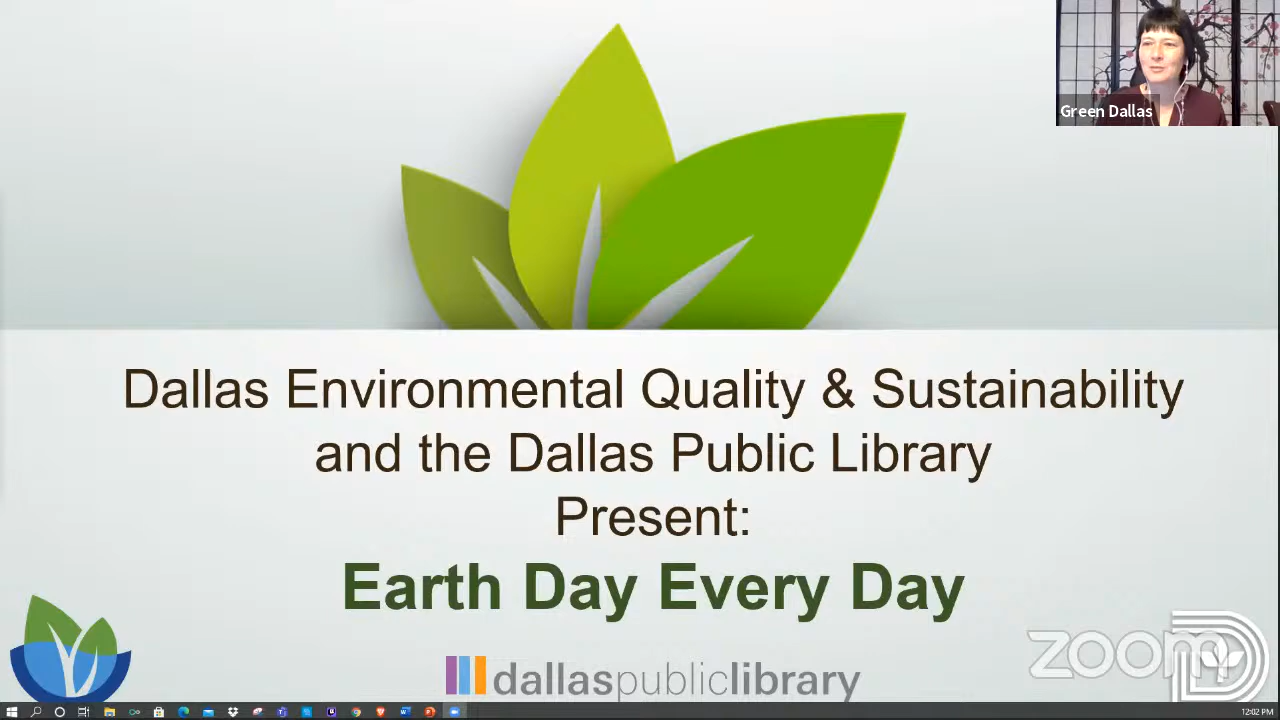 Green Dallas
Dallas Environmental Quality & Sustainability
and the Dallas Public Library
Present:
Earth Day Every Day
dallaspubliclibrary
zoom
12:02 PM